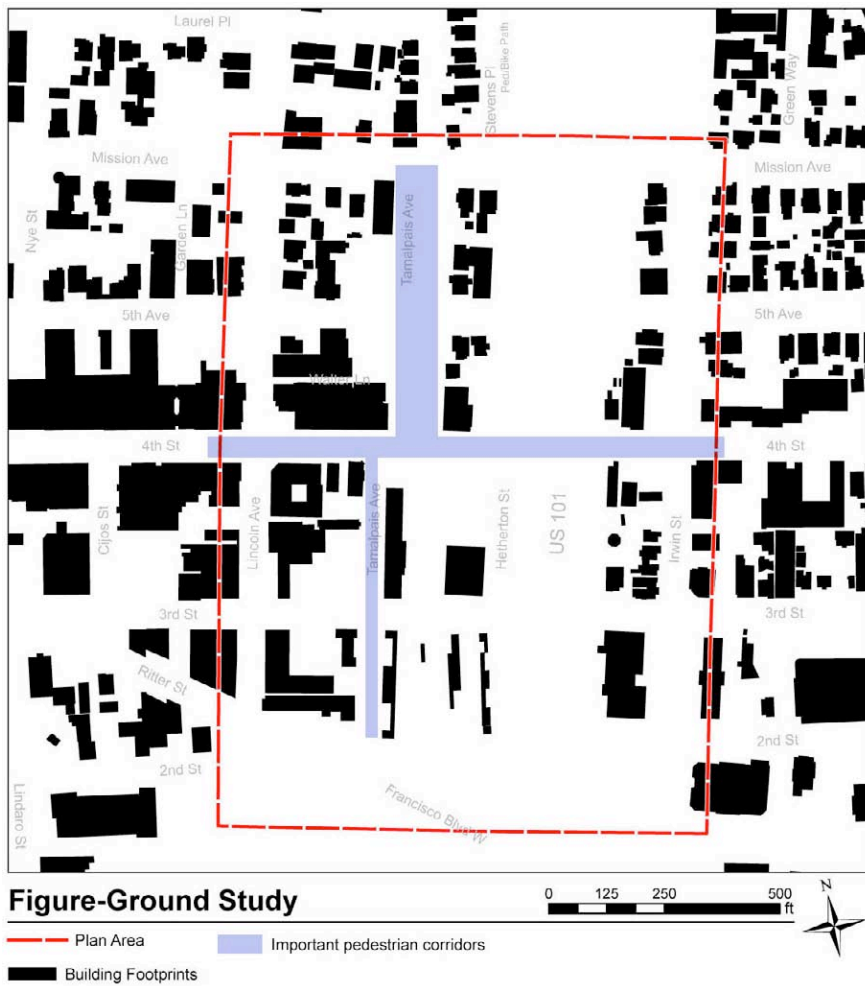 Laurel Pl
Stevens Pl
Ped/Bike Path
Green Way
Mission Ave
Mission Ave
Nye St
Garden Ln
Tamalpais Ave
5th Ave
5th Ave
Walter Ln
4th St
4th St
Cijos St
Lincoln Ave
Tamalpais Ave
Hetherton St
US 101
Irwin St
3rd St
3rd St
Ritter St
2nd St
2nd St
Lindaro St
Francisco Blvd W
Figure-Ground Study
0 125 250 500
ft
N
Plan Area
Important pedestrian corridors
Building Footprints